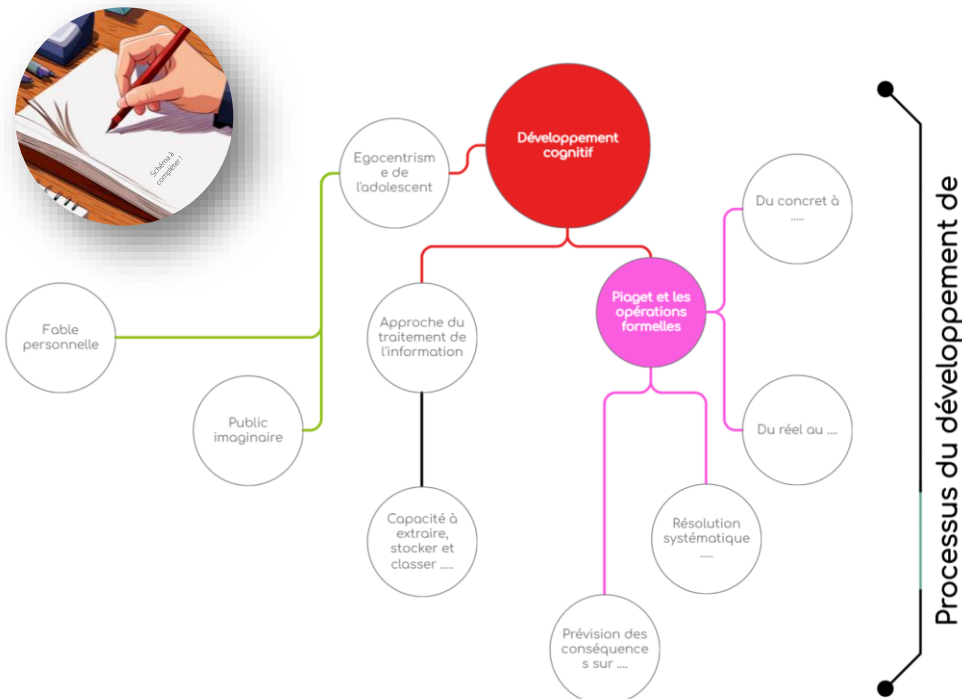 Schéma à
compléter !
Développement
cognitif
Egocentrism
e de
l'adolescent
Du concret à
.....
Piaget et les
opérations
formelles
Approche du
traitement de
l'information
Fable
personnelle
Public
imaginaire
Du réel au ....
Capacité à
extraire,
stocker et
classer .....
Résolution
systématique
.....
Prévision des
conséquence
s sur ....
Processus du développement de